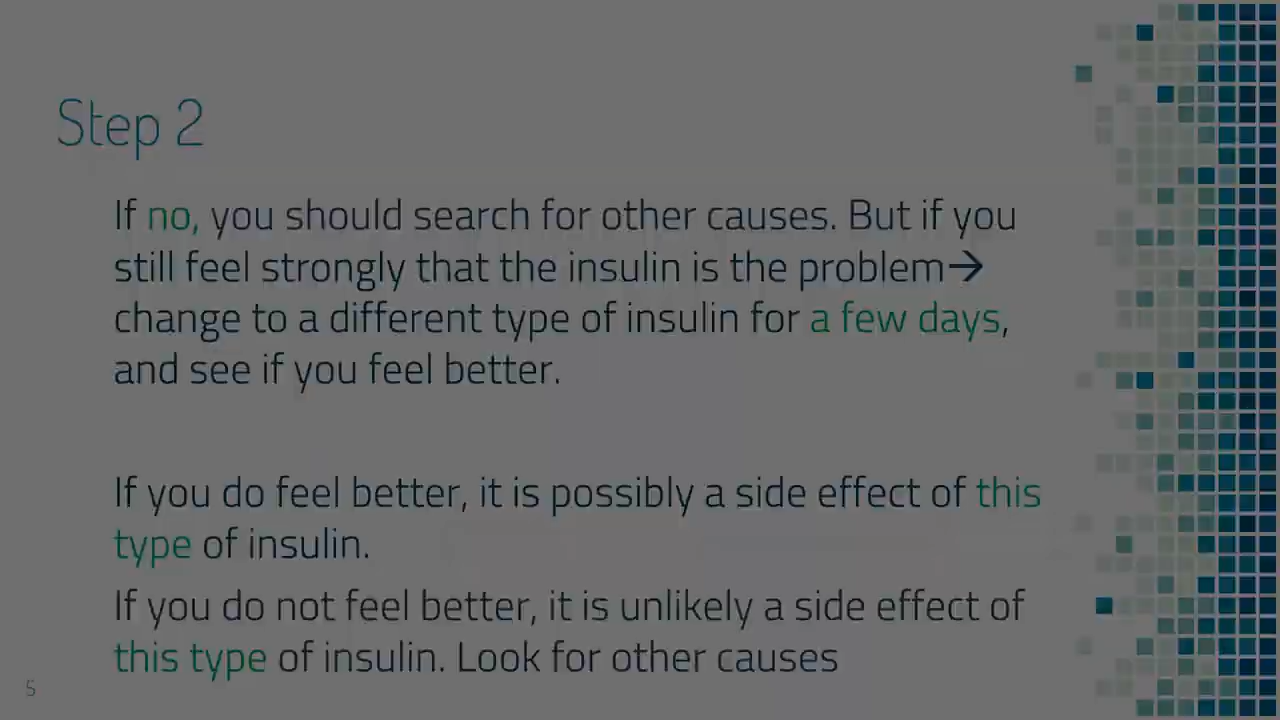 Step 2
If no, you should search for other causes. But if you
still feel strongly that the insulin is the problem→
change to a different type of insulin for a few days,
and see if you feel better.
If you do feel better, it is possibly a side effect of this
type of insulin.
If you do not feel better, it is unlikely a side effect of
this type of insulin. Look for other causes
5